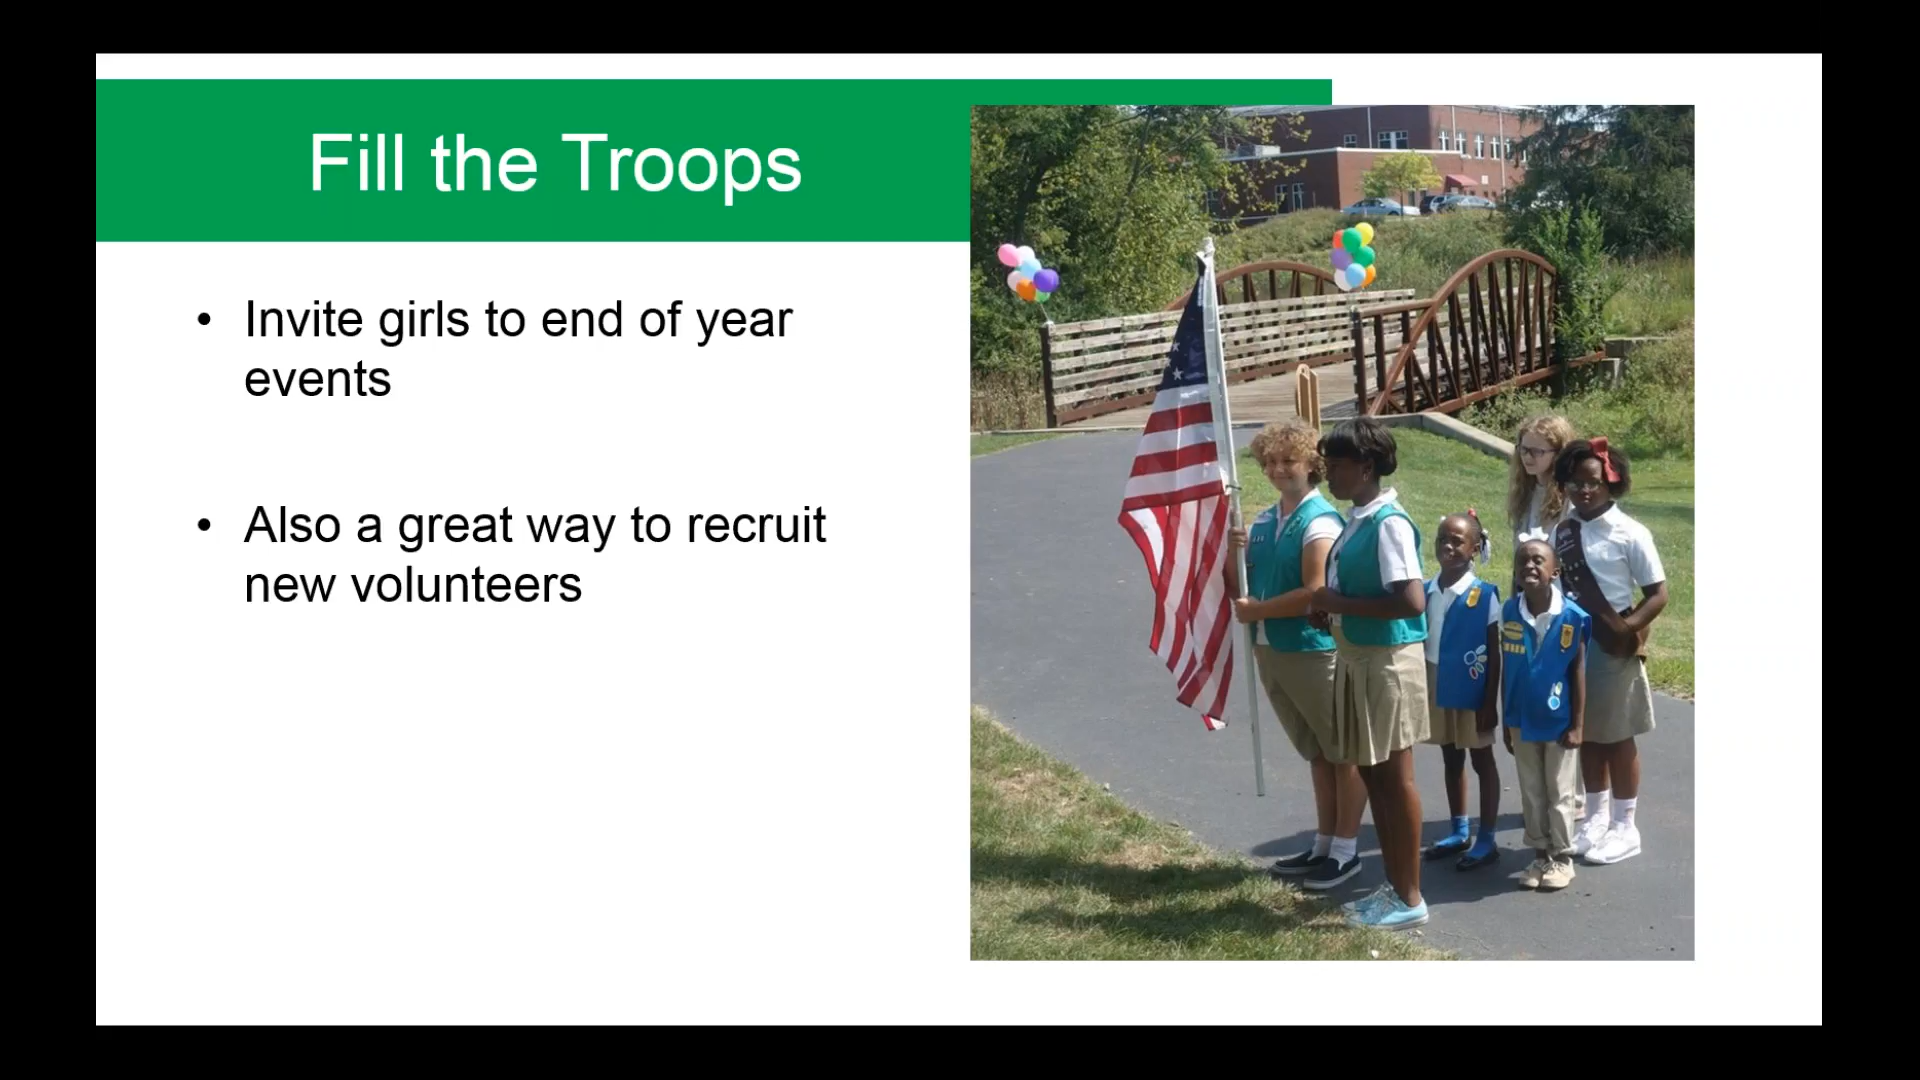 Fill the Troops
• Invite girls to end of year
events
• Also a great way to recruit
new volunteers